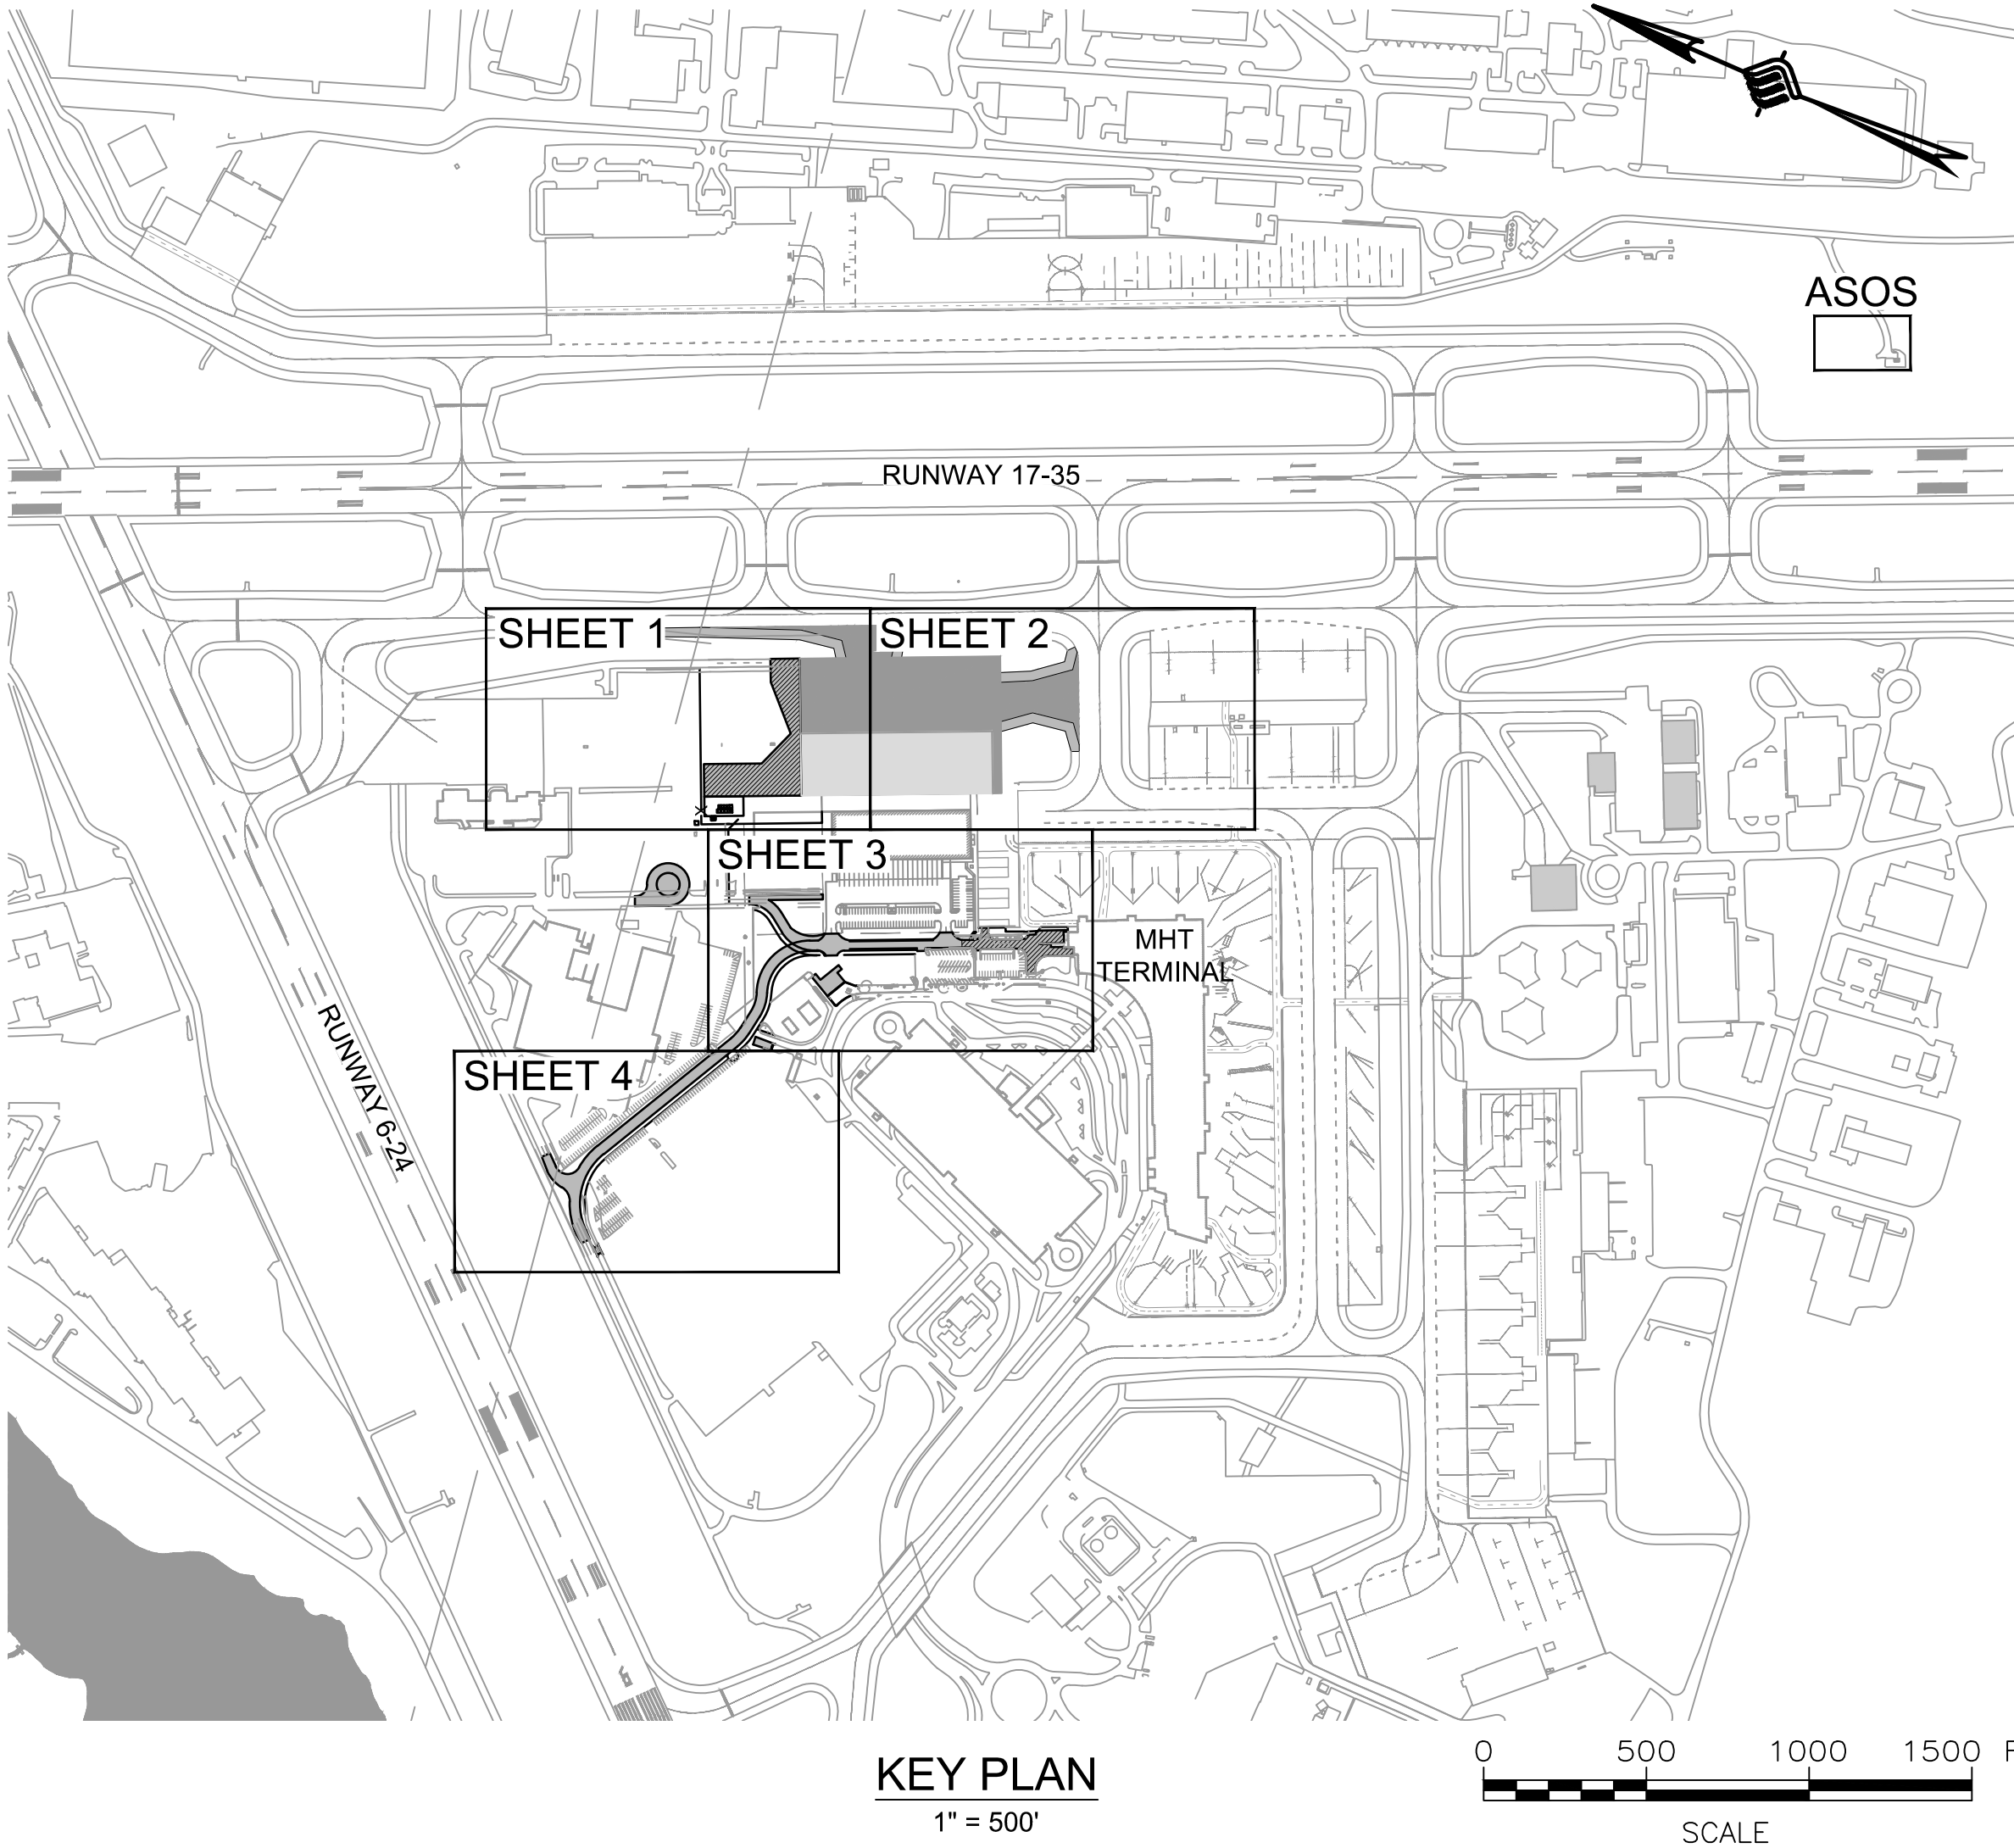 ASOS
RUNWAY 17-35
SHEET 1
SHEET 2
SHEET 3
MHT
TERMINAL
RUNWAY 6-24
SHEET 4
KEY PLAN
1" = 500'
0 500 1000 1500 F
SCALE